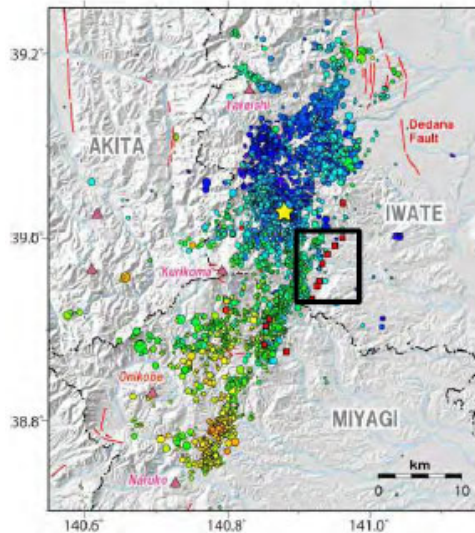 39.2°
Yakeishi
Dedana
Fault
AKITA
IWATE
39.0°
Kurikoma
Onikobe
38.8°
MIYAGI
km
Naruko
0 10
140.6° 140.8° 141.0°